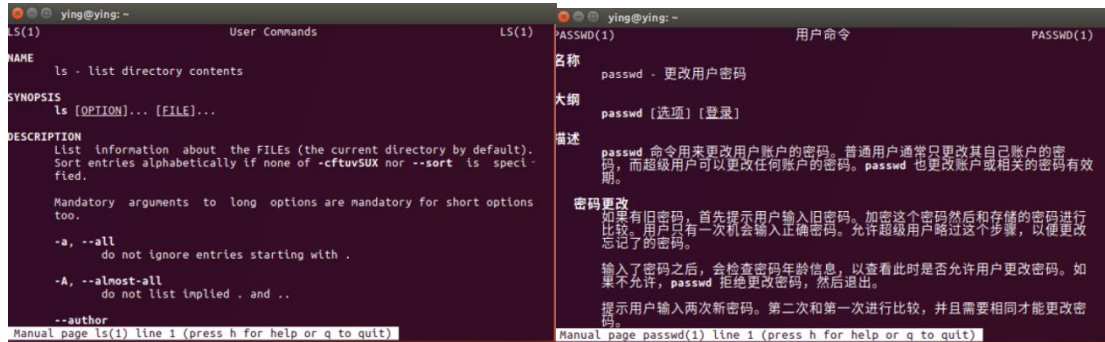 ying@ying: ~
LS(1) User Commands LS(1)
NAME
ls - list directory contents
SYNOPSIS
ls [OPTION]... [FILE]...
DESCRIPTION
List information about the FILEs (the current directory by default).
Sort entries alphabetically if none of -cftuvSUX nor --sort is speci-
fied.
Mandatory arguments to long options are mandatory for short options
too.
-a, --all
do not ignore entries starting with .
-A, --almost-all
do not list implied . and ..
--author
Manual page ls(1) line 1 (press h for help or q to quit)
ying@ying: ~
PASSWD(1) 用户命令 PASSWD(1)
名称
passwd - 更改用户密码
大纲
passwd [选项] [登录]
描述
passwd 命令用来更改用户账户的密码。普通用户通常只更改其自己账户的密
码，而超级用户可以更改任何账户的密码。passwd 也更改账户或相关的密码有效
期。
密码更改
如果有旧密码，首先提示用户输入旧密码。加密这个密码然后和存储的密码进行
比较。用户只有一次机会输入正确密码。允许超级用户略过这个步骤，以便更改
忘记了的密码。
输入了密码之后，会检查密码年龄信息，以查看此时是否允许用户更改密码。如
果不允许，passwd 拒绝更改密码，然后退出。
提示用户输入两次新密码。第二次和第一次进行比较，并且需要相同才能更改密
码。
Manual page passwd(1) line 1 (press h for help or q to quit)